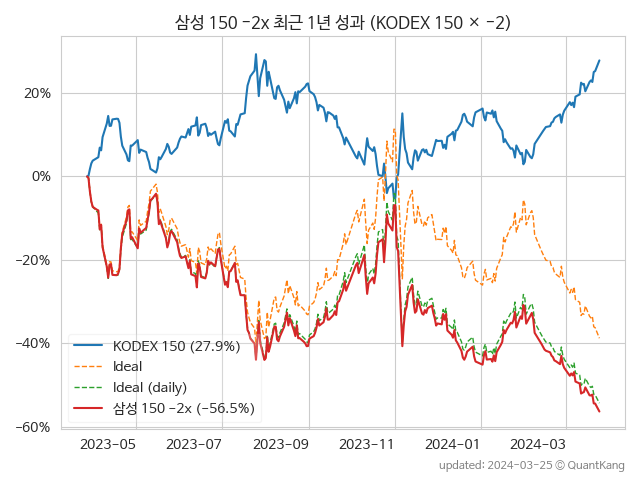 삼성 150 −2x 최근 1년 성과 (KODEX 150 × −2)
20%
0%
−20%
−40%
−60%
KODEX 150 (27.9%)
Ideal
Ideal (daily)
삼성 150 −2x (−56.5%)
2023−05
2023−07
2023−09
2023−11
2024−01
2024−03
updated: 2024−03−25 ⓒ QuantKang